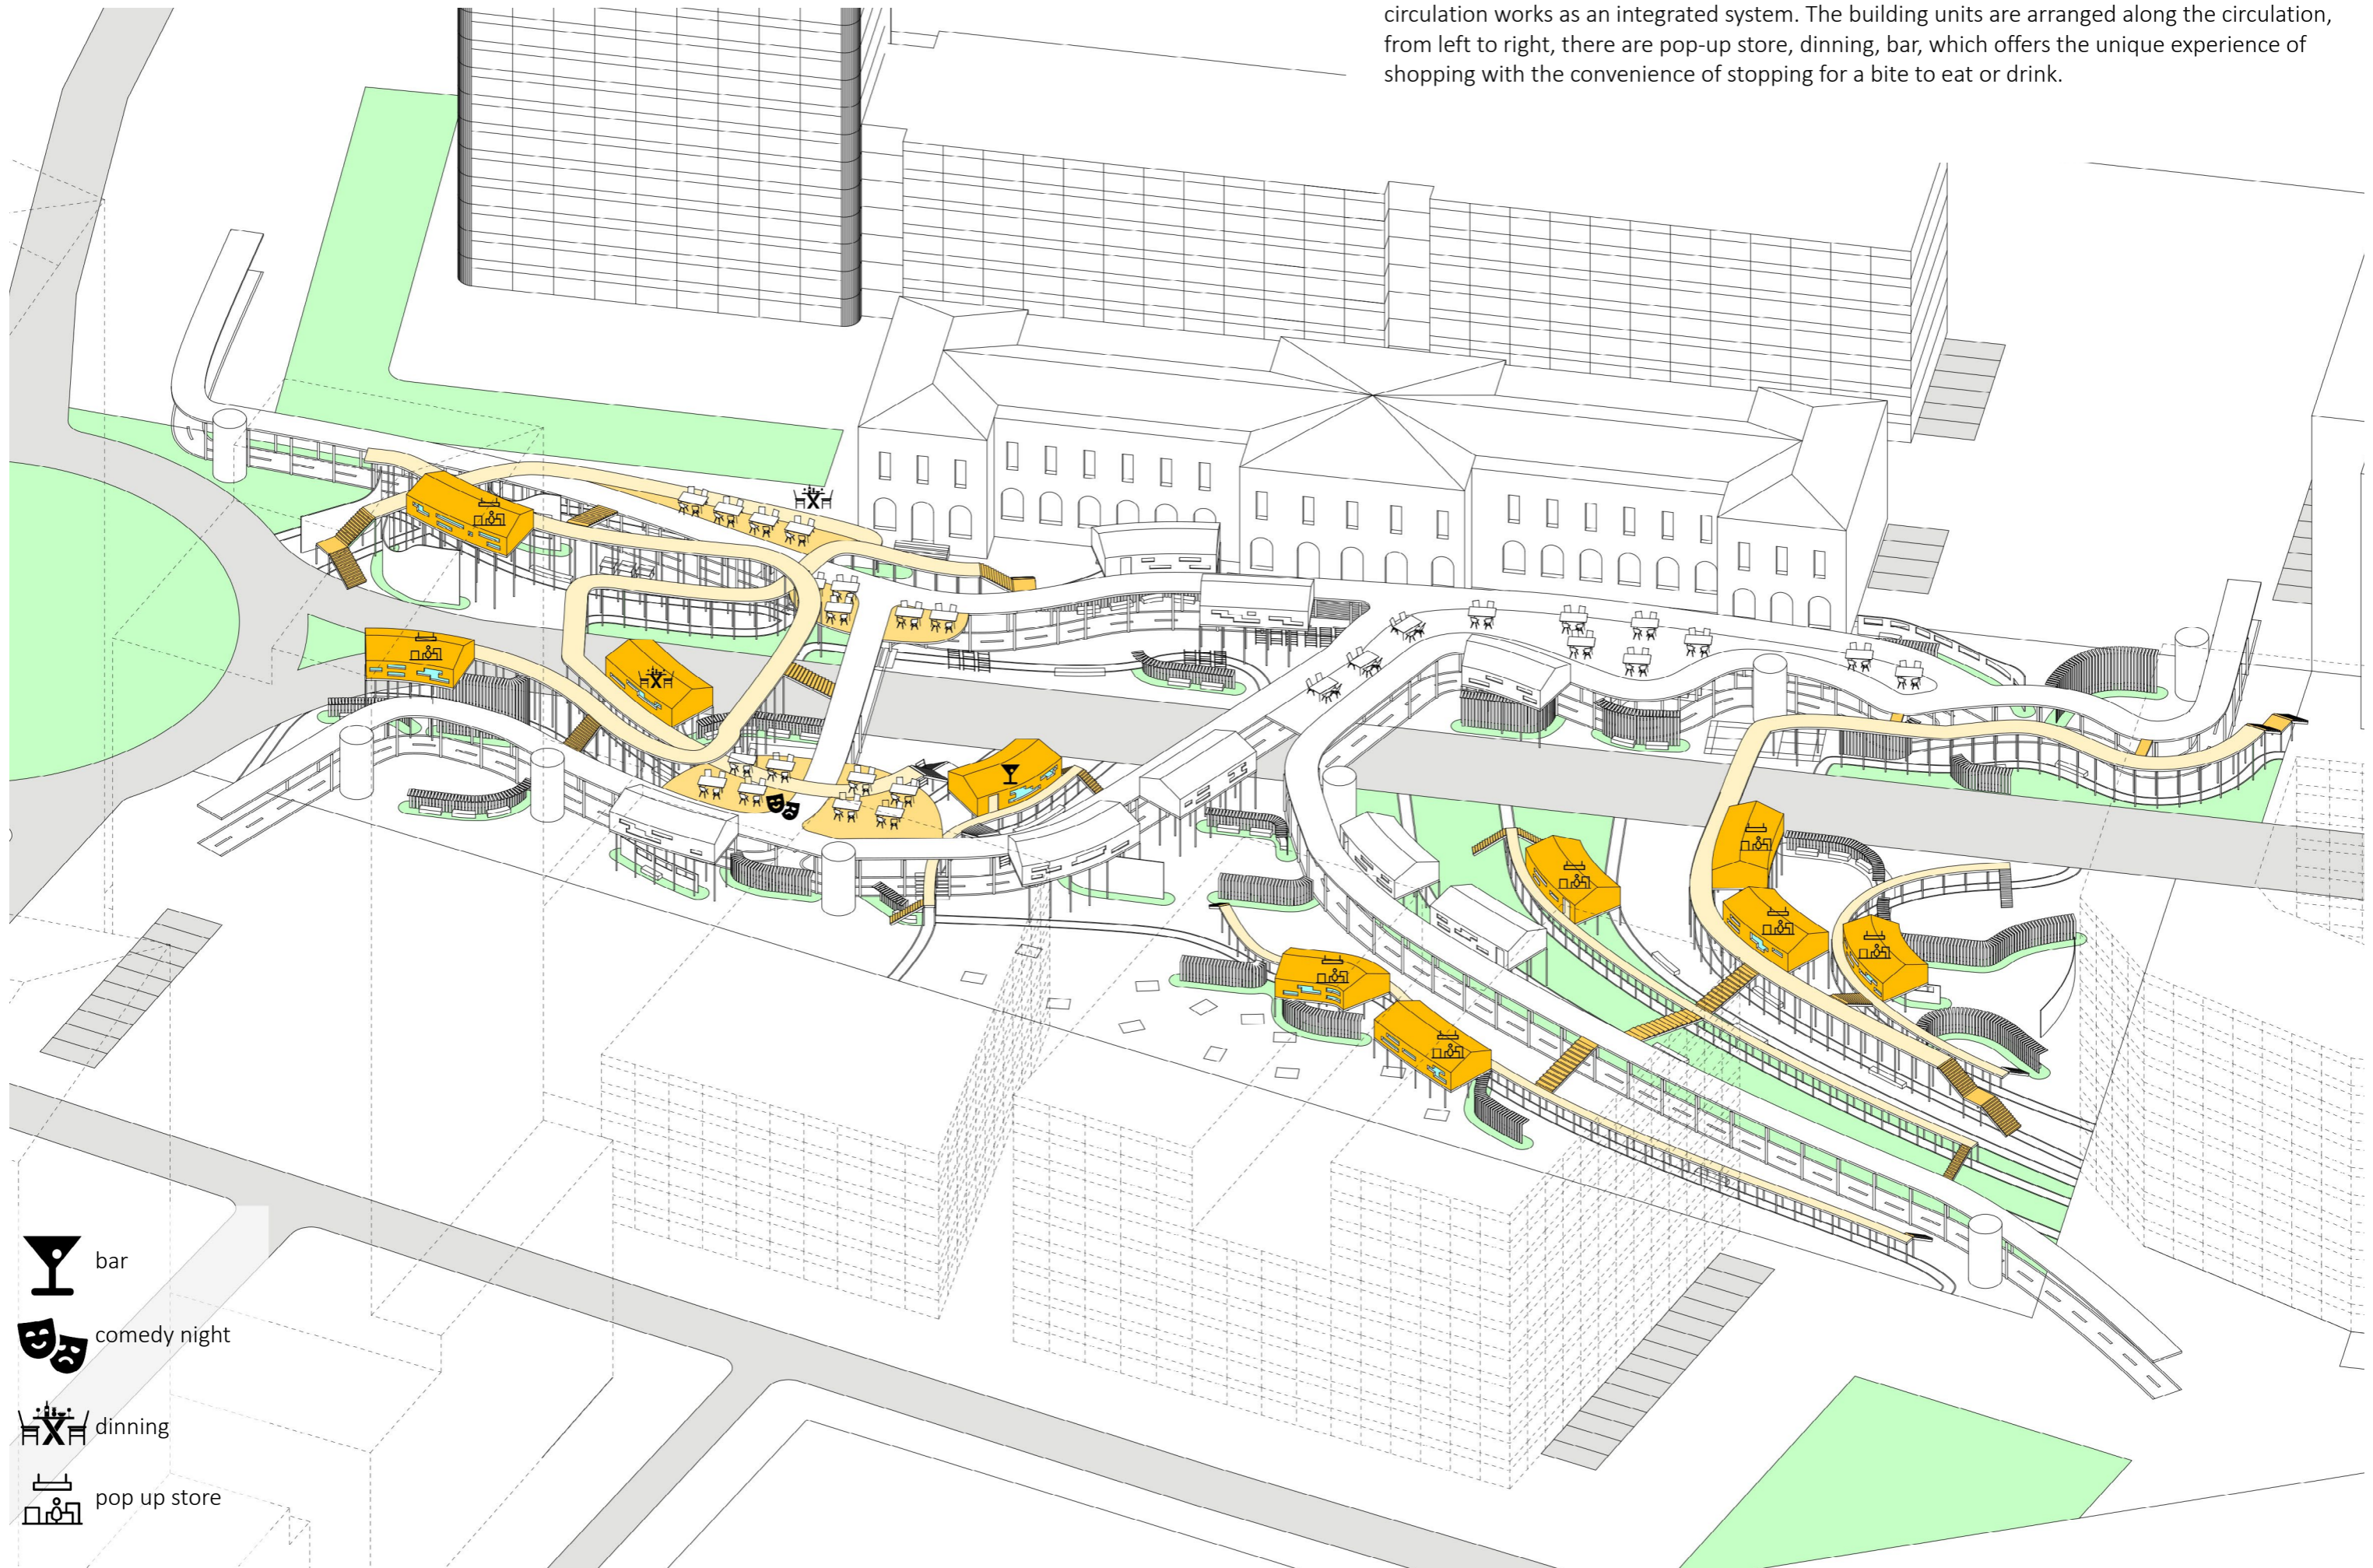 circulation works as an integrated system. The building units are arranged along the circulation,
from left to right, there are pop-up store, dinning, bar, which offers the unique experience of
shopping with the convenience of stopping for a bite to eat or drink.
bar
comedy night
dinning
pop up store